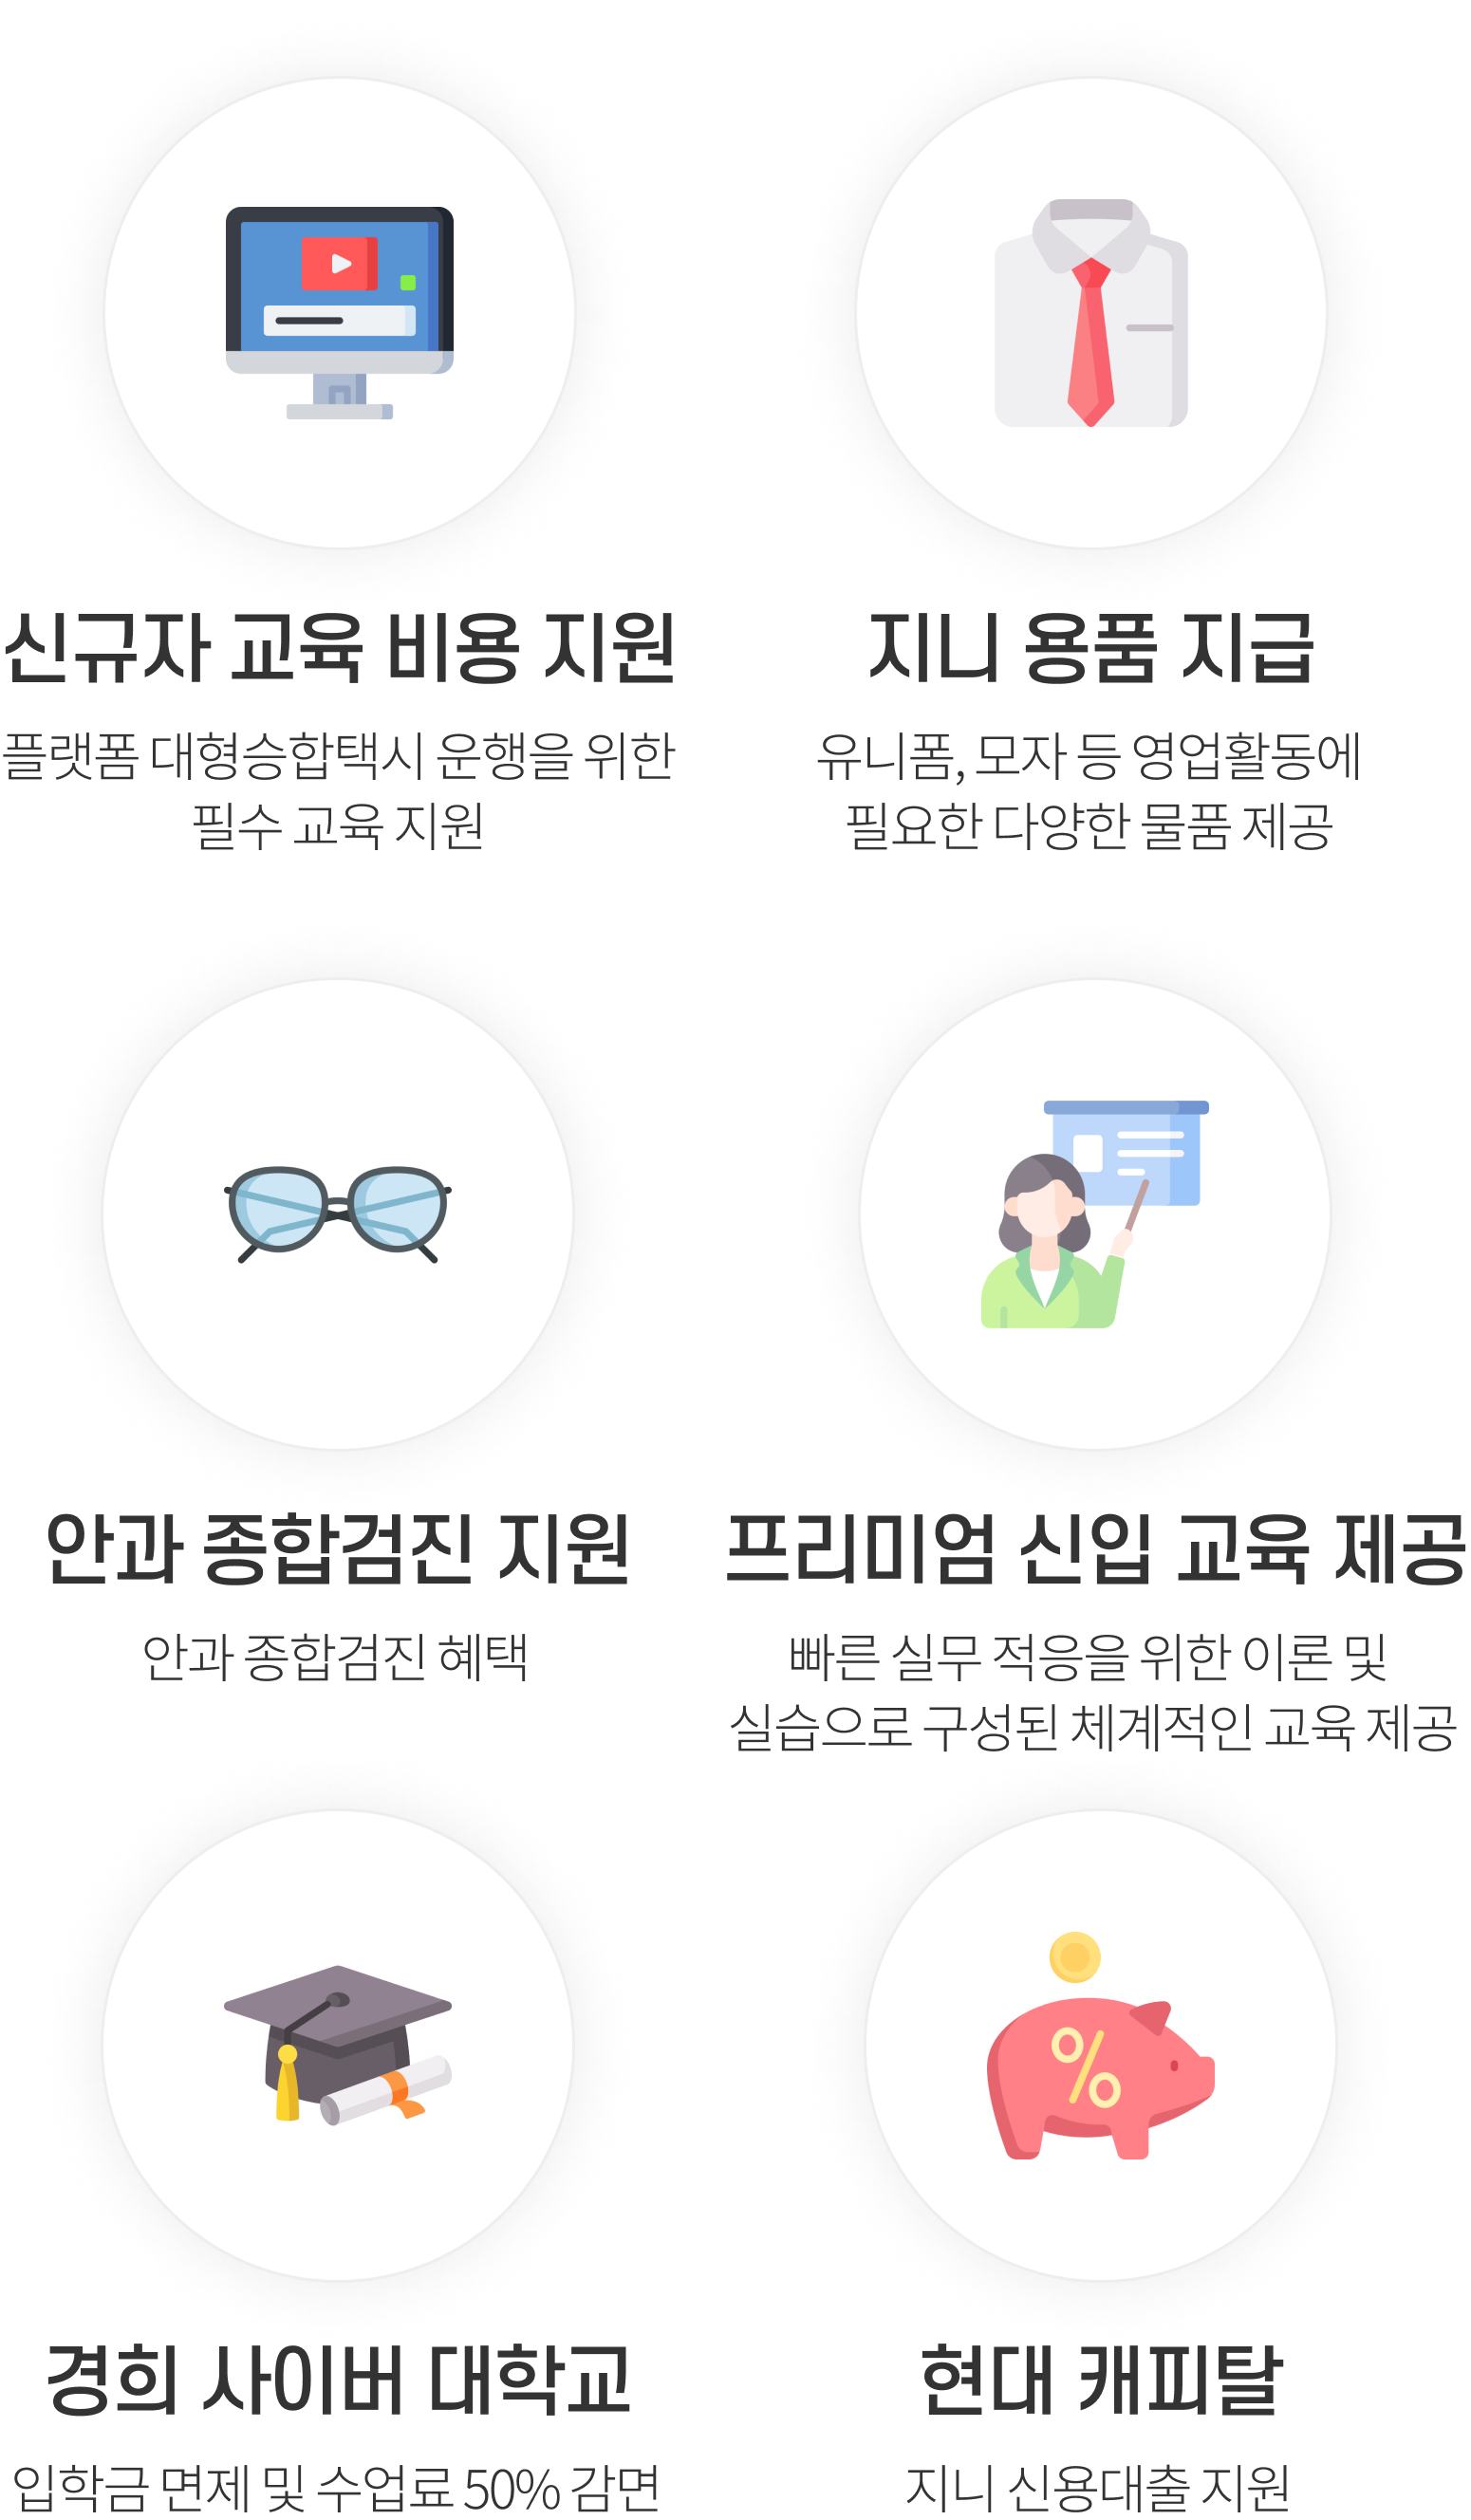 신규자 교육 비용 지원
플랫폼 대형승합택시 운행을 위한
필수 교육 지원
지니 용품 지급
유니폼, 모자 등 영업활동에
필요한 다양한 물품 제공
안과 종합검진 지원
안과 종합검진 혜택
프리미엄 신입 교육 제공
빠른 실무 적응을 위한 이론 및
실습으로 구성된 체계적인 교육 제공
경희 사이버 대학교
입학금 면제 및 수업료 50% 감면
현대 캐피탈
지니 신용대출 지원